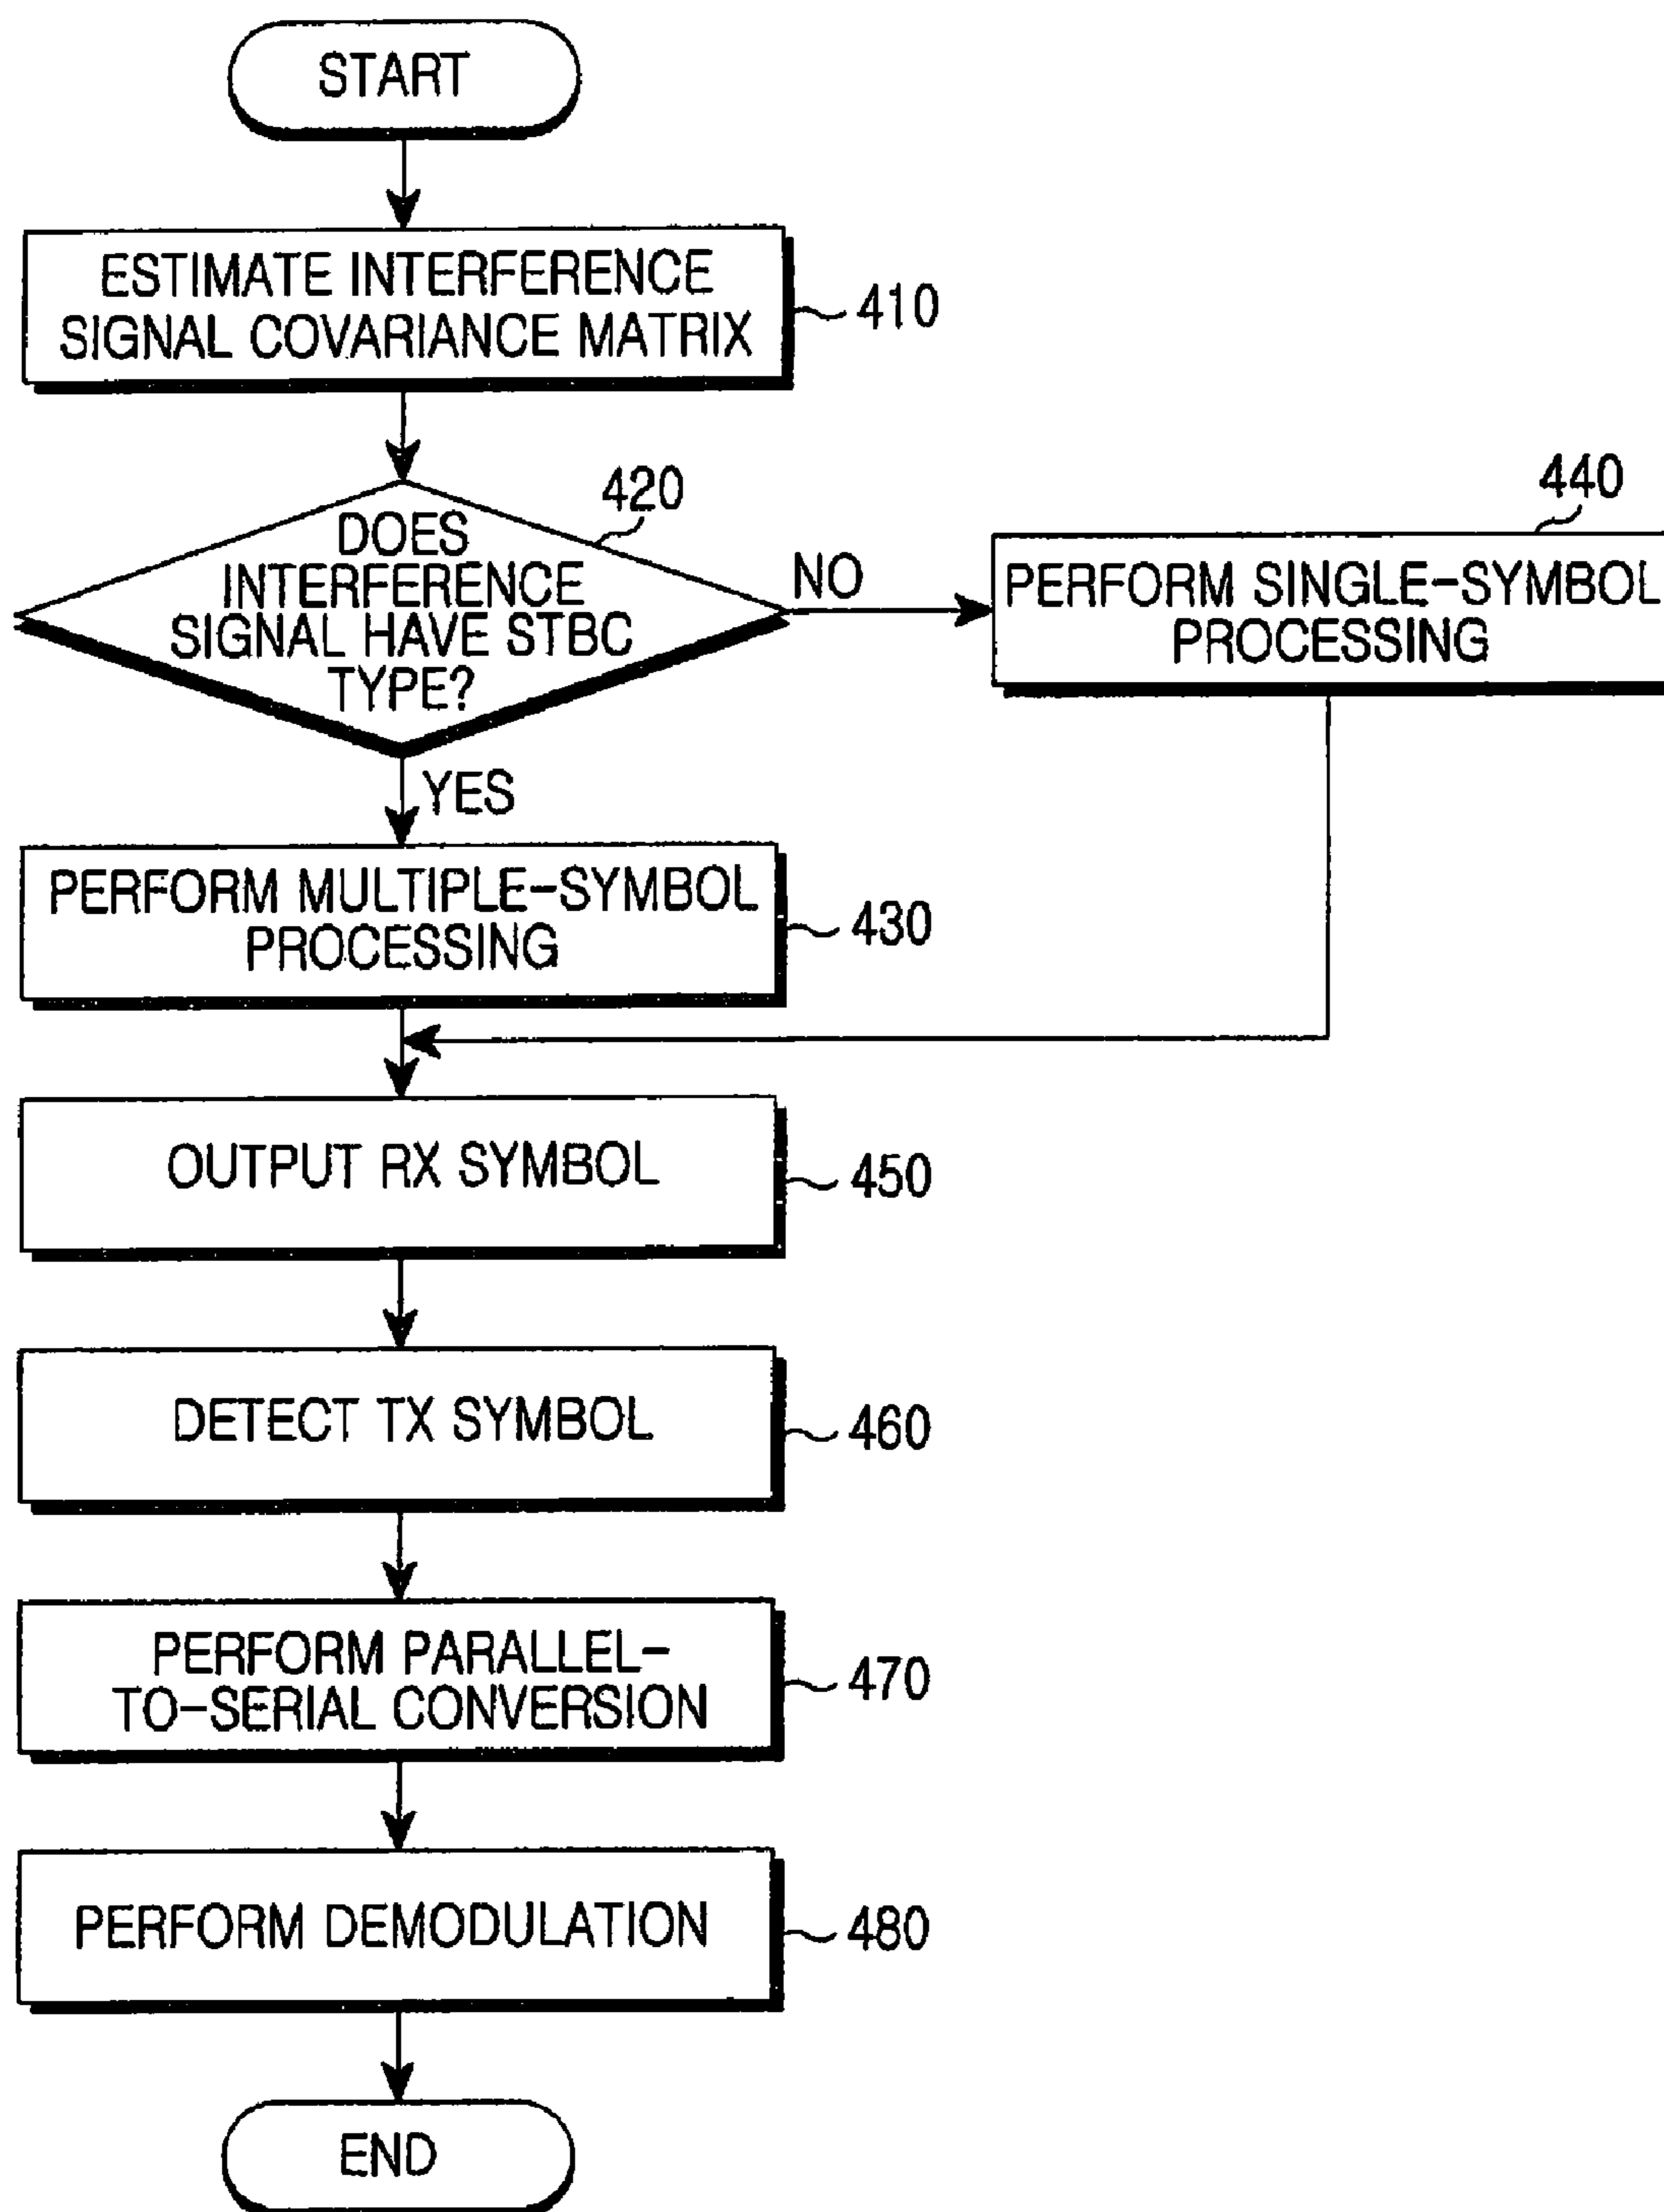 START
ESTIMATE INTERFERENCE
SIGNAL COVARIANCE MATRIX
410
420
DOES
INTERFERENCE
SIGNAL HAVE STBC
TYPE?
NO
440
PERFORM SINGLE-SYMBOL
PROCESSING
YES
PERFORM MULTIPLE-SYMBOL
PROCESSING
430
OUTPUT RX SYMBOL
450
DETECT TX SYMBOL
460
PERFORM PARALLEL-
TO-SERIAL CONVERSION
470
PERFORM DEMODULATION
480
END